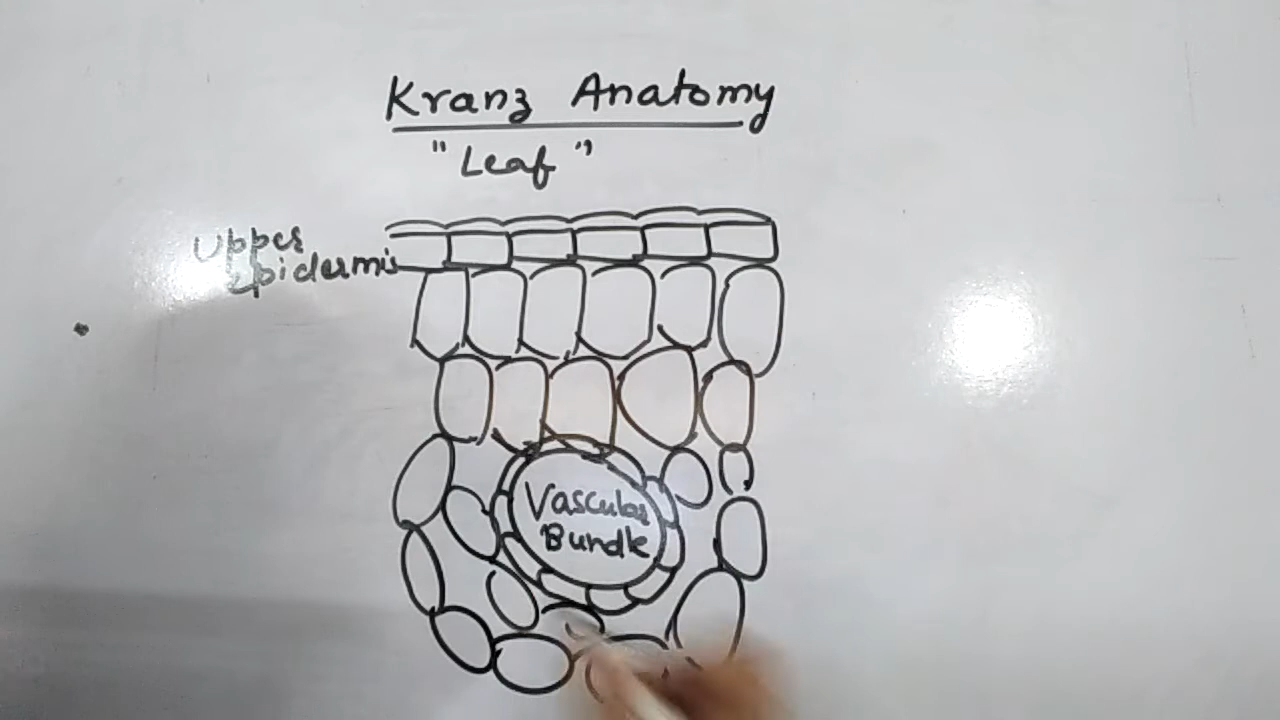 Kranz Anatomy
"Leaf"
Upper
Epidermis
Vascular
Bundle